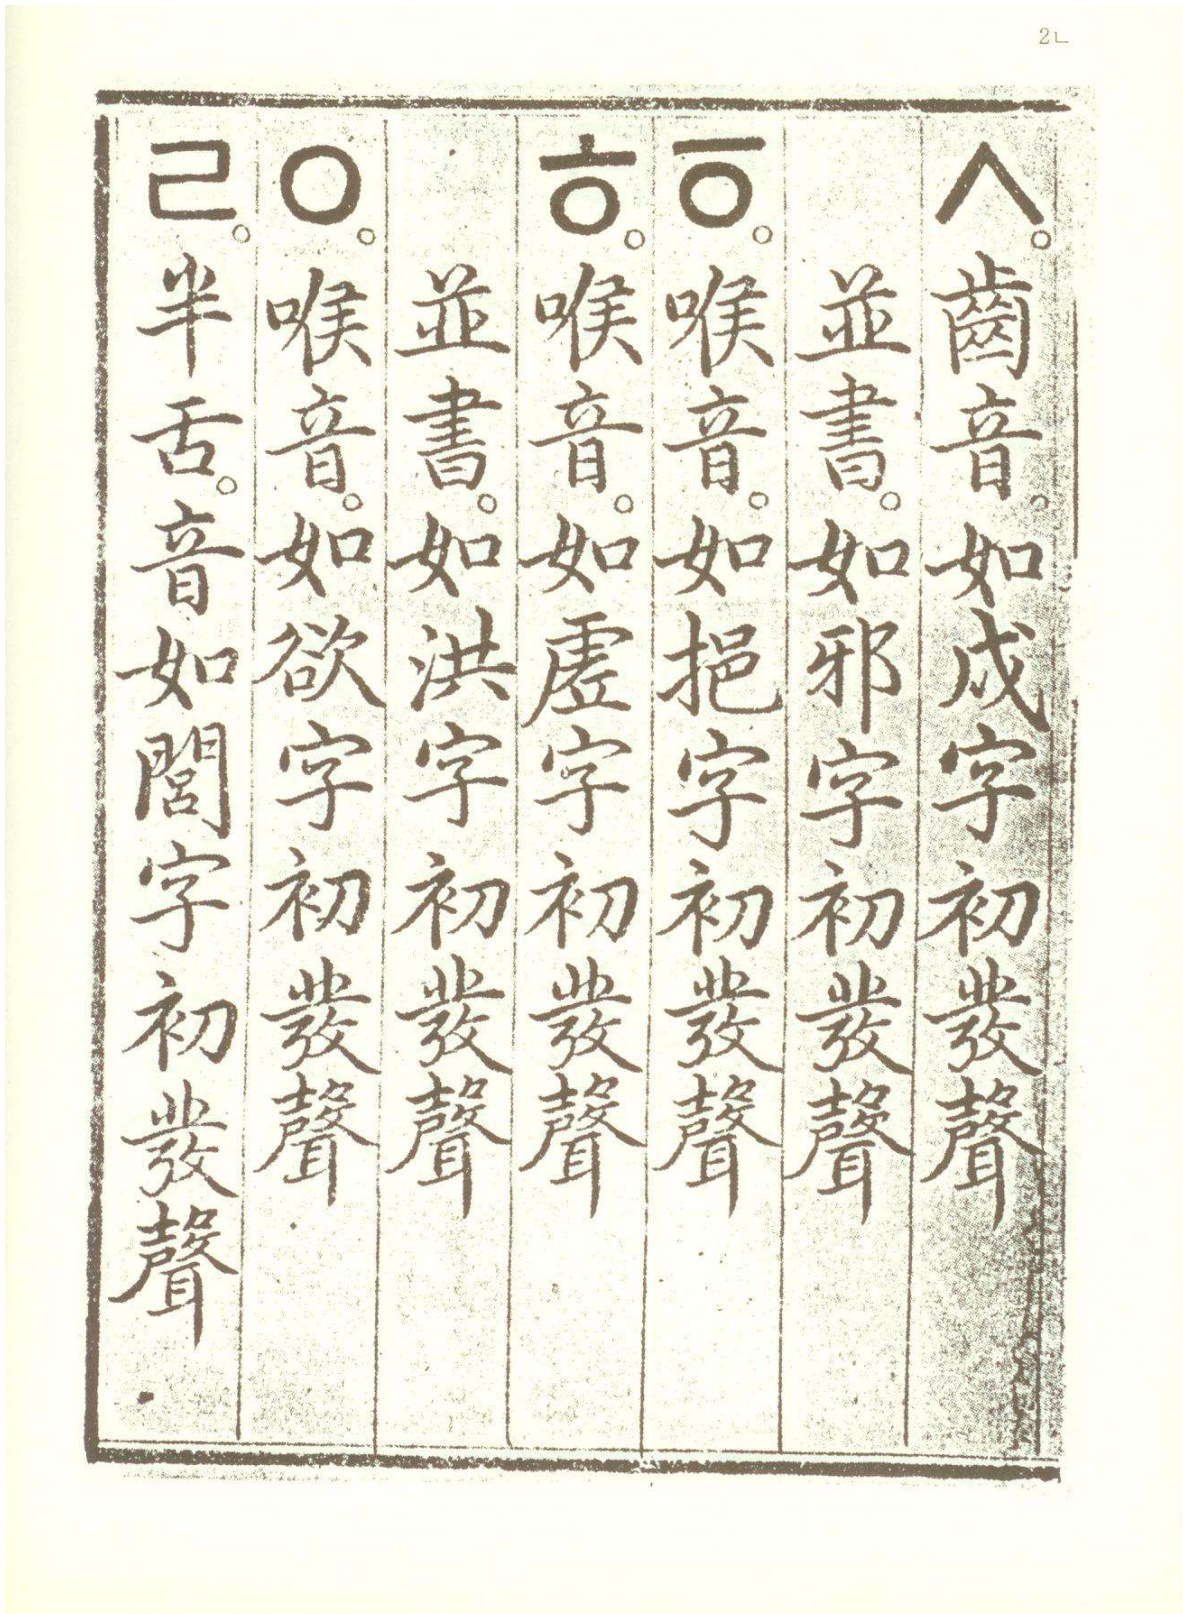 2ㄴ
ㅅ。齒音。如戌字初發聲
並書。如邪字初發聲
ㆆ。喉音。如挹字初發聲
ㅎ。喉音。如虛字初發聲
並書。如洪字初發聲
ㅇ。喉音。如欲字初發聲
ㄹ。半舌。音如閭字初發聲